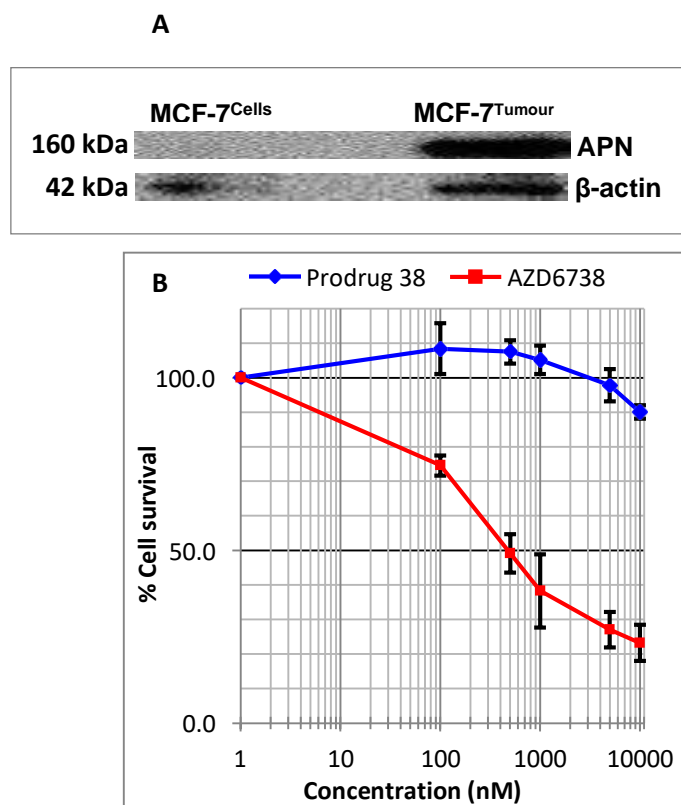 A
MCF-7Cells MCF-7Tumour
160 kDa APN
42 kDa β-actin
B Prodrug 38 AZD6738
100.0
50.0
0.0
% Cell survival
1 10 100 1000 10000
Concentration (nM)